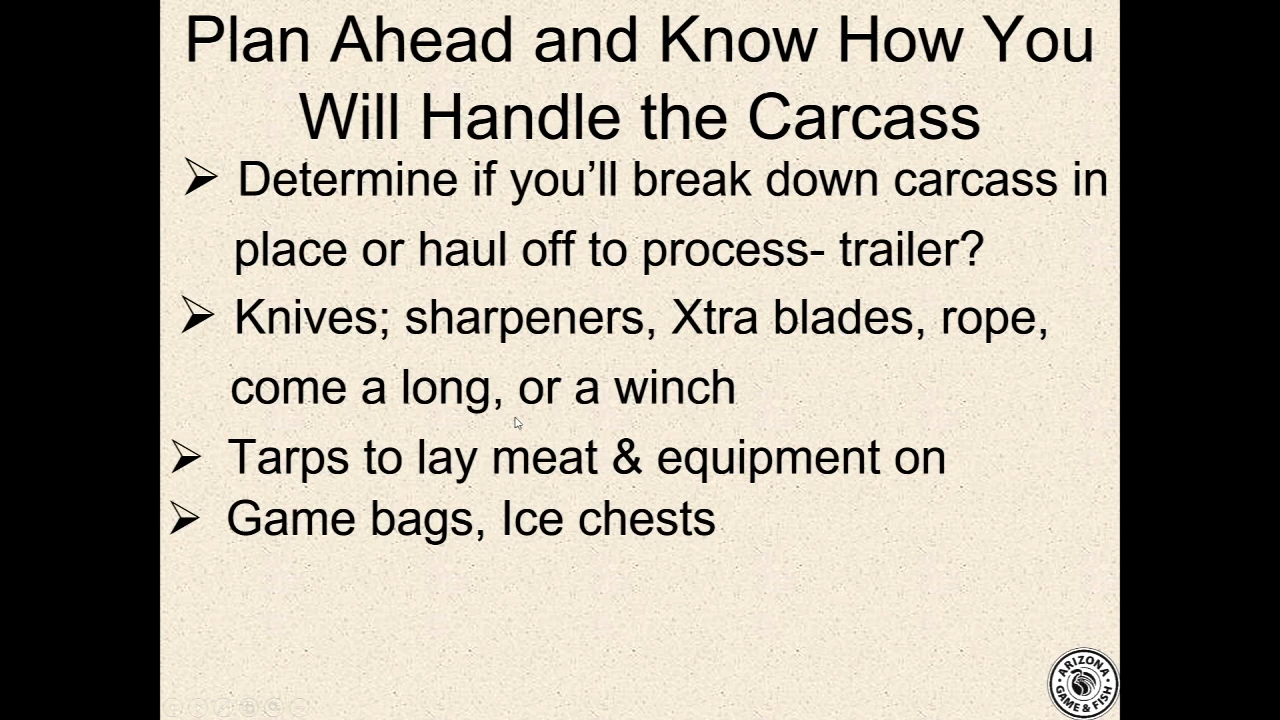 Plan Ahead and Know How You
Will Handle the Carcass
➢ Determine if you’ll break down carcass in
place or haul off to process- trailer?
➢ Knives; sharpeners, Xtra blades, rope,
come a long, or a winch
➢ Tarps to lay meat & equipment on
➢ Game bags, Ice chests
ARIZONA
GAME & FISH